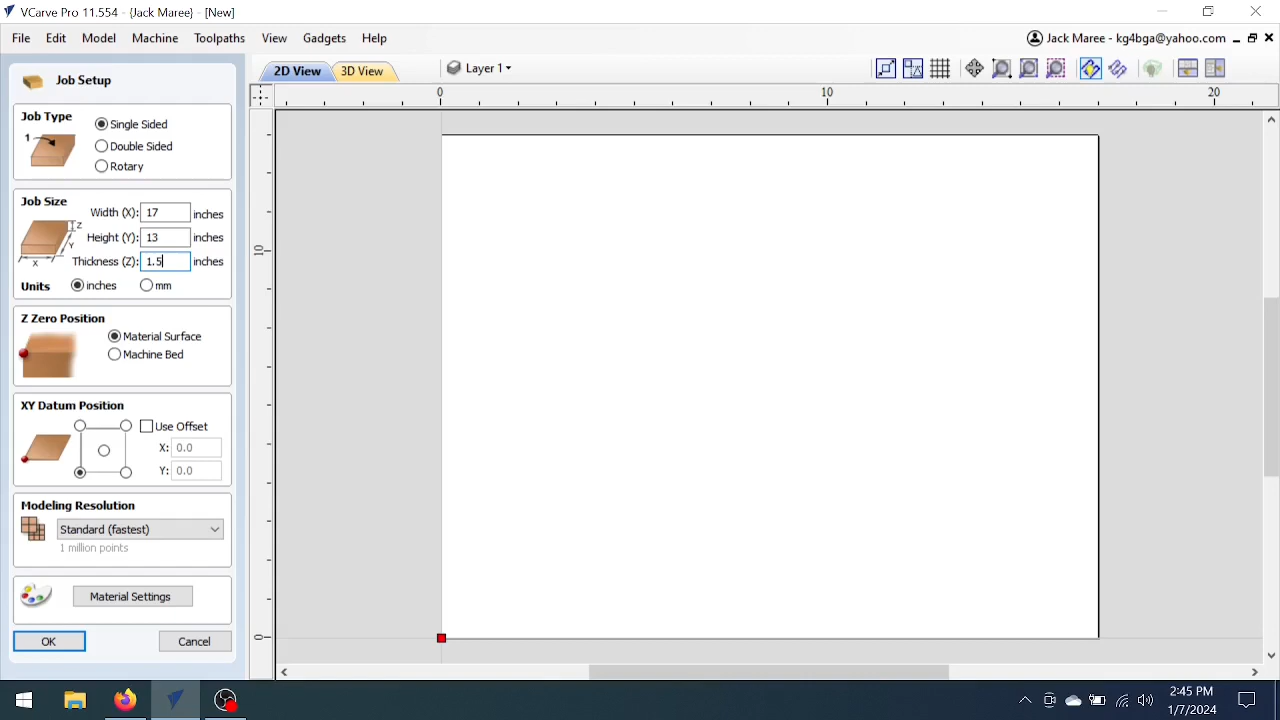 VCarve Pro 11.554 - {Jack Maree} - [New]
File Edit Model Machine Toolpaths View Gadgets Help
Jack Maree - kg4bga@yahoo.com
Job Setup
2D View 3D View Layer 1
0 10 20
Job Type
1
Single Sided
Double Sided
Rotary
Job Size
Width (X): 17 inches
Z
Y
X
Height (Y): 13 inches
Thickness (Z): 1.5 inches
Units inches mm
10
0
Z Zero Position
Material Surface
Machine Bed
XY Datum Position
Use Offset
X: 0.0
Y: 0.0
Modeling Resolution
Standard (fastest)
1 million points
Material Settings
OK Cancel
2:45 PM
1/7/2024